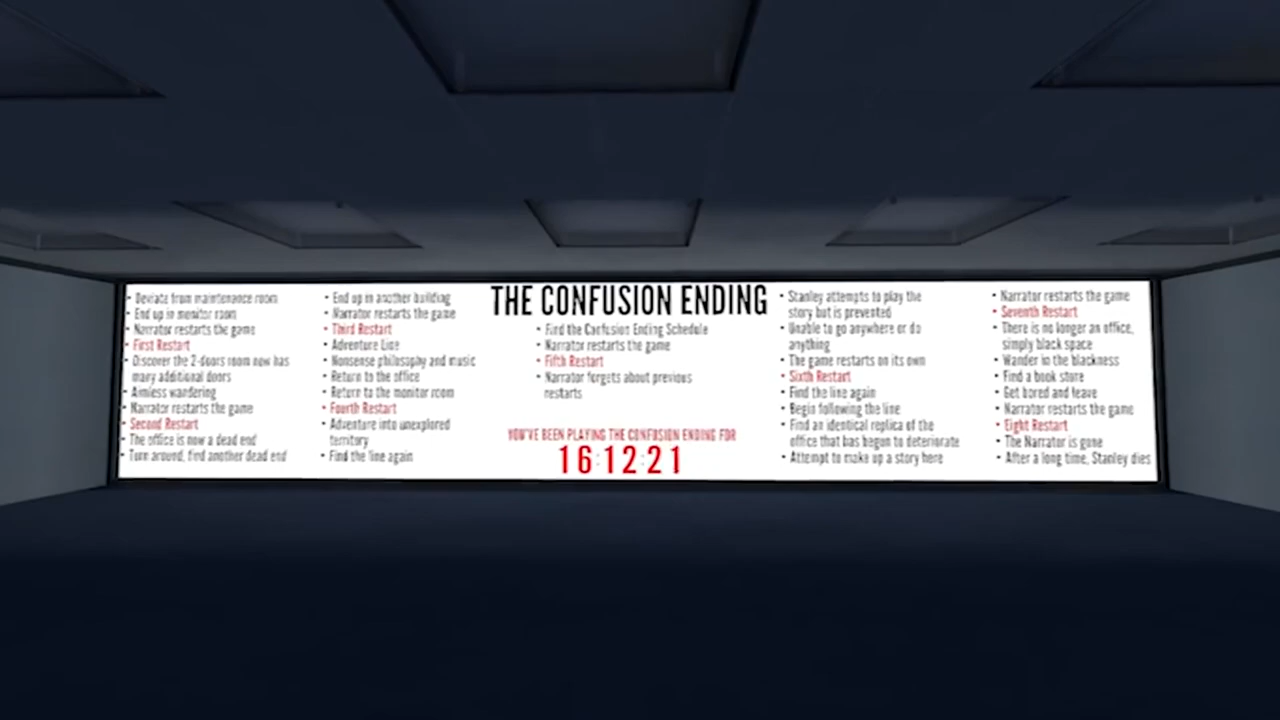 • Deviate from maintenance room
• End up in monitor room
• Narrator restarts the game
• First Restart
• Discover the 2-doors room now has
many additional doors
• Aimless wandering
• Narrator restarts the game
• Second Restart
• The office is now a dead end
• Turn around, find another dead end
• End up in another building
• Narrator restarts the game
• Third Restart
• Adventure Line
• Nonsense philosophy and music
• Return to the office
• Return to the monitor room
• Fourth Restart
• Adventure into unexplored
territory
• Find the line again
THE CONFUSION ENDING
• Find the Confusion Ending Schedule
• Narrator restarts the game
• Fifth Restart
• Narrator forgets about previous
restarts
YOU'VE BEEN PLAYING THE CONFUSION ENDING FOR
16:12:21
• Stanley attempts to play the
story but is prevented
• Unable to go anywhere or do
anything
• The game restarts on its own
• Sixth Restart
• Find the line again
• Begin following the line
• Find an identical replica of the
office that has begun to deteriorate
• Attempt to make up a story here
• Narrator restarts the game
• Seventh Restart
• There is no longer an office,
simply black space
• Wander in the blackness
• Find a book store
• Get bored and leave
• Narrator restarts the game
• Eight Restart
• The Narrator is gone
• After a long time, Stanley dies